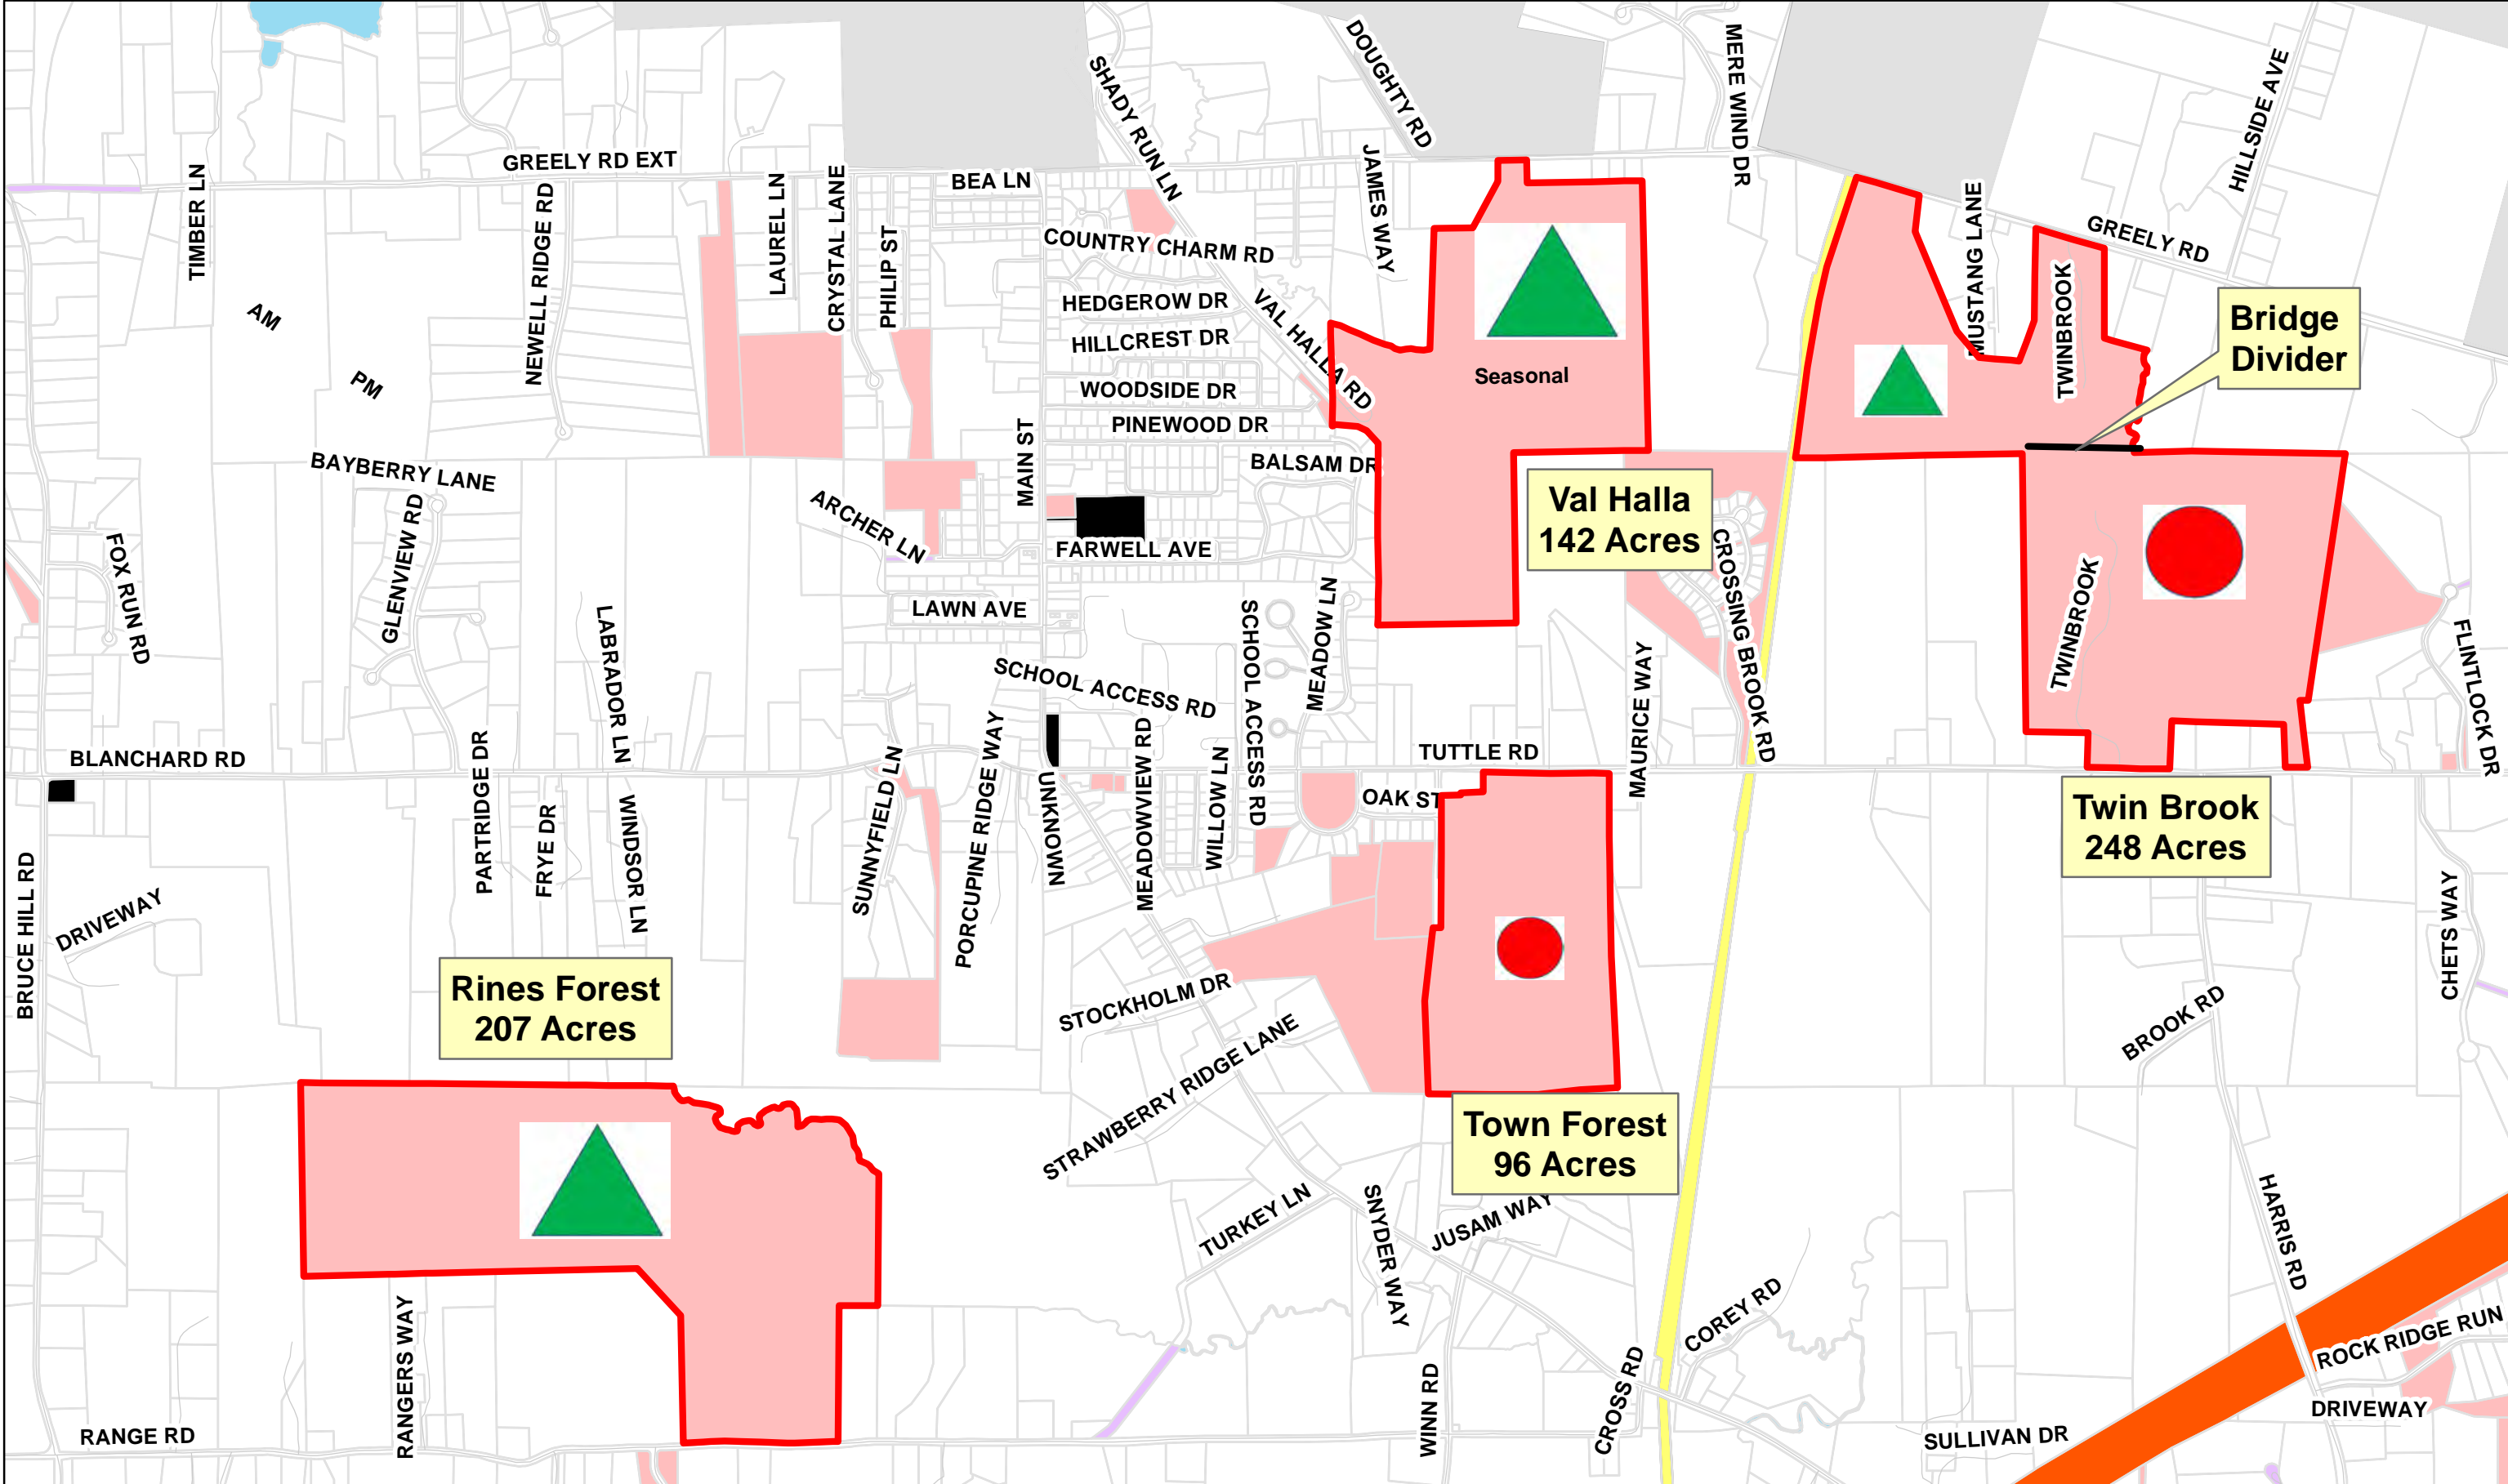 SHADY RUN LN
DOUGHTY RD
MERE WIND DR
HILLSIDE AVE
GREELY RD EXT
TIMBER LN
NEWELL RIDGE RD
LAUREL LN
CRYSTAL LANE
PHILIP ST
BEA LN
JAMES WAY
MUSTANG LANE
GREELY RD
COUNTRY CHARM RD
HEDGEROW DR
VAL HALLA RD
HILLCREST DR
WOODSIDE DR
PINEWOOD DR
BALSAM DR
Seasonal
TWINBROOK
Bridge
Divider
AM
PM
BAYBERRY LANE
GLENVIEW RD
ARCHER LN
MAIN ST
FARWELL AVE
LAWN AVE
Val Halla
142 Acres
CROSSING BROOK RD
TWINBROOK
FLINTLOCK DR
FOX RUN RD
LABRADOR LN
SCHOOL ACCESS RD
SCHOOL ACCESS RD
MEADOW LN
MAURICE WAY
BLANCHARD RD
PARTRIDGE DR
FRYE DR
WINDSOR LN
SUNNYFIELD LN
PORCUPINE RIDGE WAY
UNKNOWN
MEADOWVIEW RD
WILLOW LN
TUTTLE RD
OAK ST
Twin Brook
248 Acres
BRUCE HILL RD
DRIVEWAY
CHETS WAY
Rines Forest
207 Acres
STOCKHOLM DR
STRAWBERRY RIDGE LANE
BROOK RD
Town Forest
96 Acres
TURKEY LN
SNYDER WAY
JUSAM WAY
HARRIS RD
RANGERS WAY
WINN RD
CROSS RD
COREY RD
ROCK RIDGE RUN
DRIVEWAY
RANGE RD
SULLIVAN DR